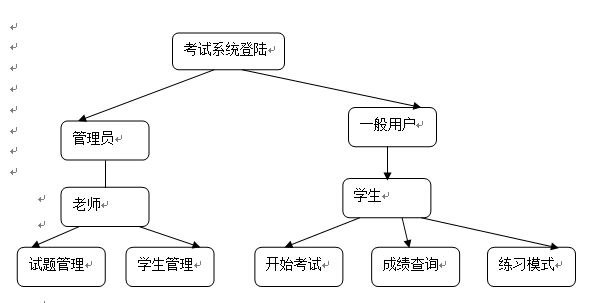 考试系统登陆
管理员
一般用户
老师
学生
试题管理
学生管理
开始考试
成绩查询
练习模式